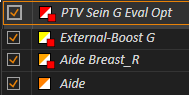 PTV Sein G Eval Opt
External-Boost G
Aide Breast_R
Aide